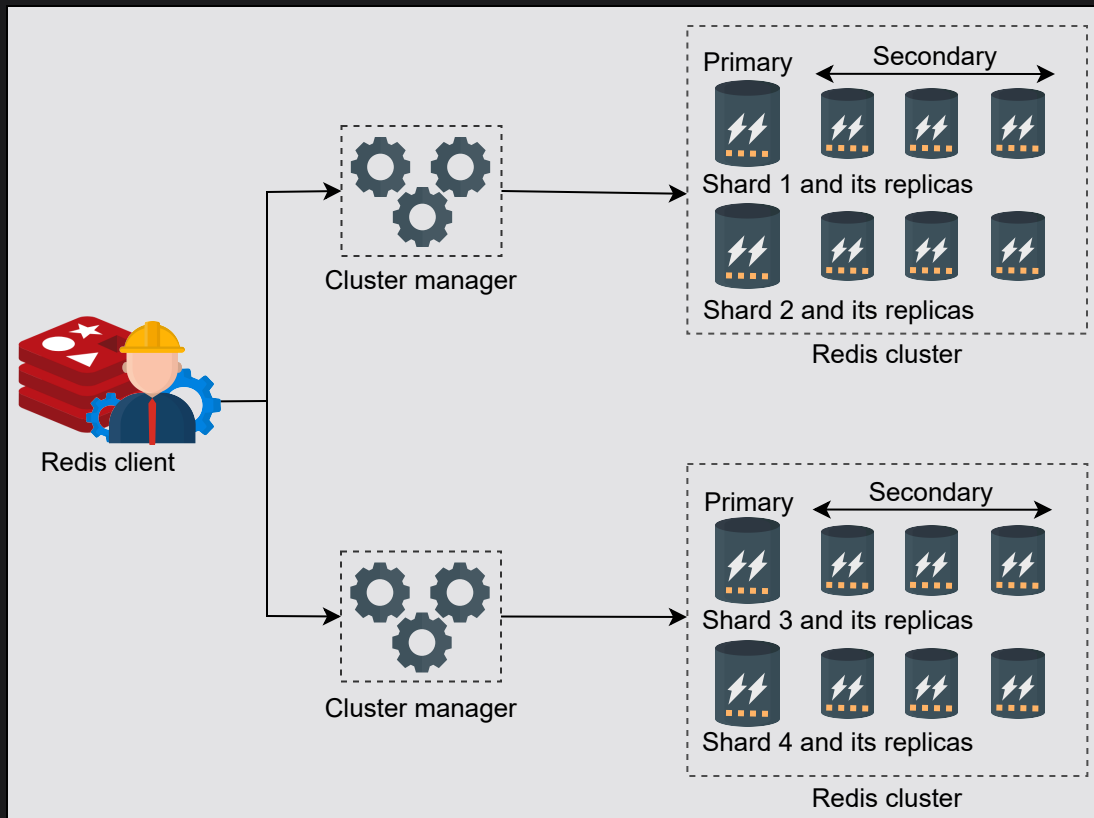 Primary
Secondary
Shard 1 and its replicas
Shard 2 and its replicas
Redis cluster
Cluster manager
Redis client
Primary
Secondary
Shard 3 and its replicas
Shard 4 and its replicas
Redis cluster
Cluster manager